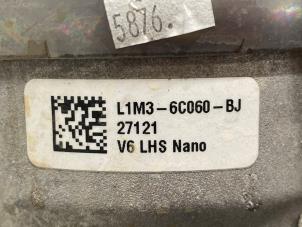 5876.
L1M3-6C060-BJ
27121
V6 LHS Nano